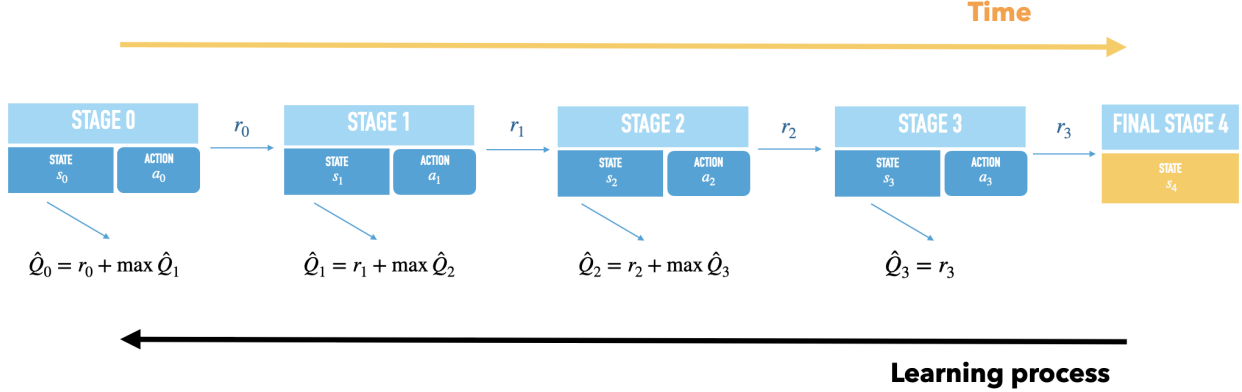 Time
STAGE 0
STATE
s₀
ACTION
a₀
r₀
STAGE 1
STATE
s₁
ACTION
a₁
r₁
STAGE 2
STATE
s₂
ACTION
a₂
r₂
STAGE 3
STATE
s₃
ACTION
a₃
r₃
FINAL STAGE 4
STATE
s₄
Q̂₀ = r₀ + max Q̂₁
Q̂₁ = r₁ + max Q̂₂
Q̂₂ = r₂ + max Q̂₃
Q̂₃ = r₃
Learning process